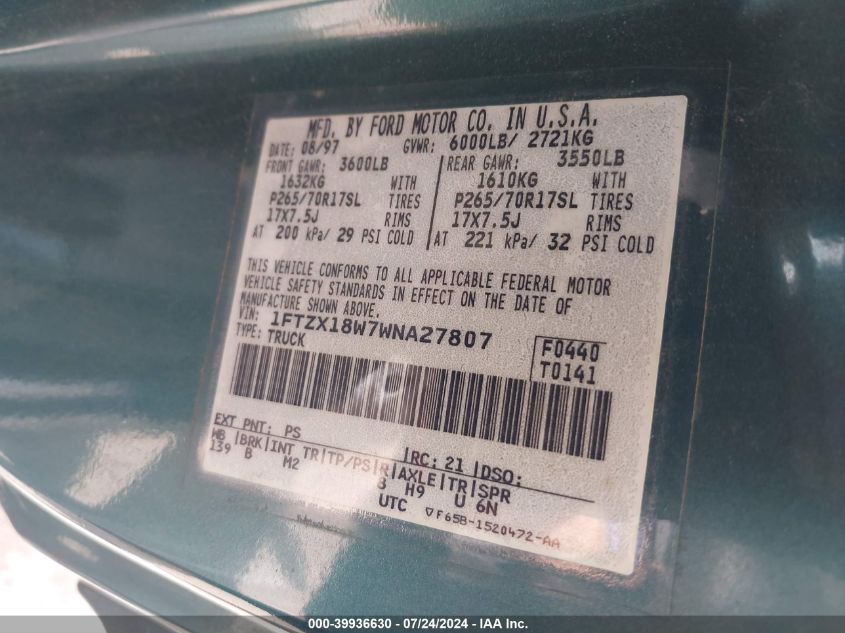 MFD. BY FORD MOTOR CO. IN U.S.A.
DATE: 08/97 GVWR: 6000LB/ 2721KG
FRONT GAWR: 3600LB REAR GAWR: 3550LB
1632KG WITH 1610KG WITH
P265/70R17SL TIRES P265/70R17SL TIRES
17X7.5J RIMS 17X7.5J RIMS
AT 200 kPa/ 29 PSI COLD AT 221 kPa/ 32 PSI COLD
THIS VEHICLE CONFORMS TO ALL APPLICABLE FEDERAL MOTOR
VEHICLE SAFETY STANDARDS IN EFFECT ON THE DATE OF
MANUFACTURE SHOWN ABOVE.
VIN: 1FTZX18W7WNA27807
TYPE: TRUCK
F0440
T0141
EXT PNT: PS RC: 21 DSO:
WB |BRK|INT TR|TP/PS|R|AXLE|TR|SPR
139 B M2 3 H9 U 6N
UTC ▽F65B-1520472-AA
000-39936630 - 07/24/2024 - IAA Inc.